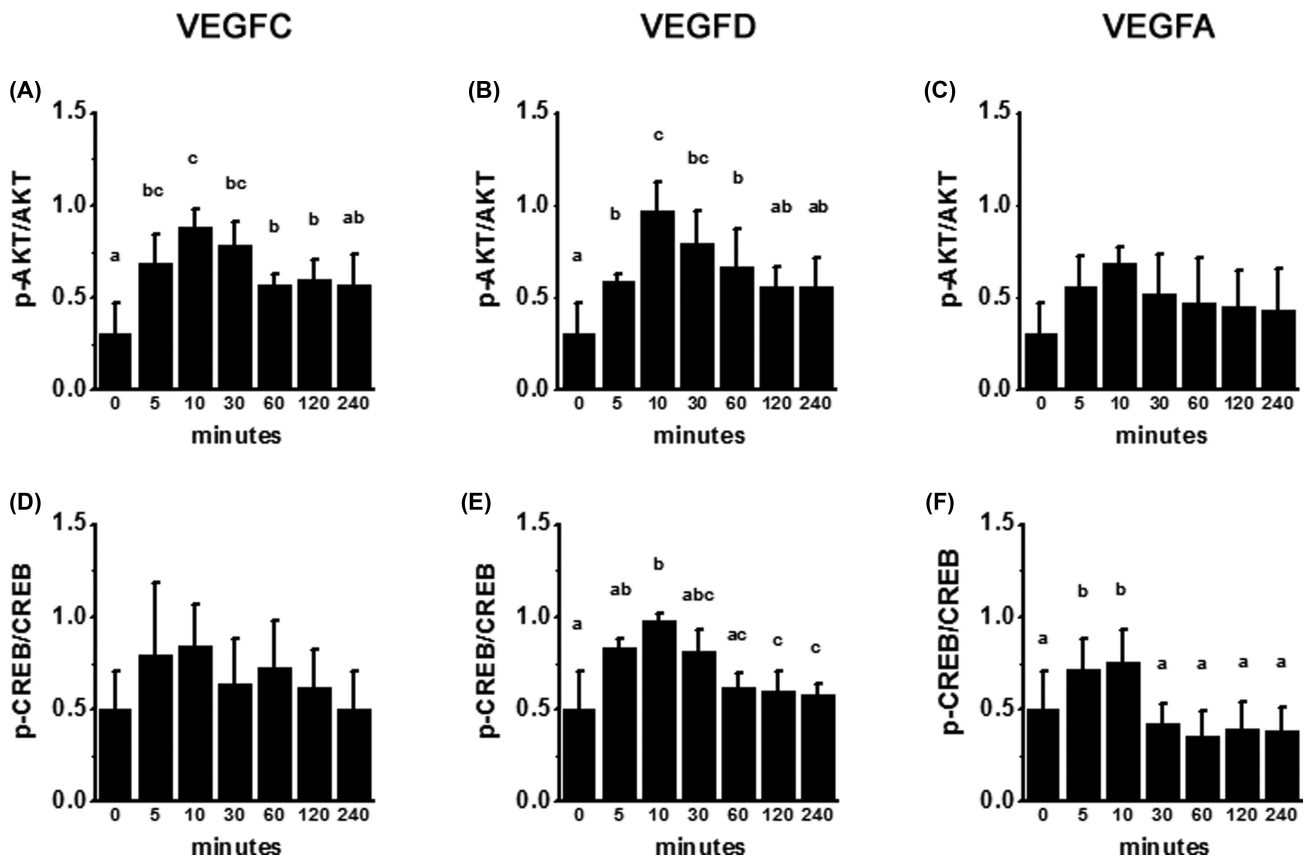 VEGFC VEGFD VEGFA
(A) (B) (C)
p-AKT/AKT
1.5
1.0
0.5
0.0
a bc c bc b b ab
0 5 10 30 60 120 240
minutes
p-AKT/AKT
1.5
1.0
0.5
0.0
a b c bc b ab ab
0 5 10 30 60 120 240
minutes
p-AKT/AKT
1.5
1.0
0.5
0.0
0 5 10 30 60 120 240
minutes
(D) (E) (F)
p-CREB/CREB
1.5
1.0
0.5
0.0
0 5 10 30 60 120 240
minutes
p-CREB/CREB
1.5
1.0
0.5
0.0
a ab b abc ac c c
0 5 10 30 60 120 240
minutes
p-CREB/CREB
1.5
1.0
0.5
0.0
a b b a a a a
0 5 10 30 60 120 240
minutes